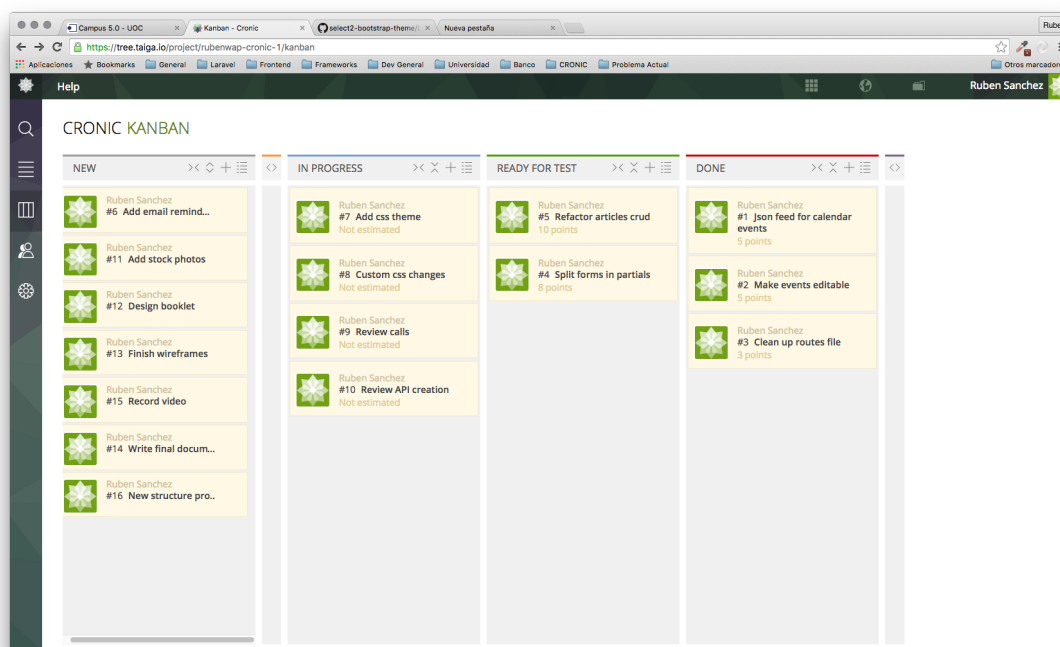 Campus 5.0 - UOC
Kanban - Cronic
select2-bootstrap-theme/
Nueva pestaña
Rube
https://tree.taiga.io/project/rubenwap-cronic-1/kanban
Aplicaciones
Bookmarks
General
Laravel
Frontend
Frameworks
Dev General
Universidad
Banco
CRONIC
Problema Actual
Otros marcadore
Help
Ruben Sanchez
CRONIC KANBAN
NEW
Ruben Sanchez
#6 Add email remind...
Ruben Sanchez
#11 Add stock photos
Ruben Sanchez
#12 Design booklet
Ruben Sanchez
#13 Finish wireframes
Ruben Sanchez
#15 Record video
Ruben Sanchez
#14 Write final docum...
Ruben Sanchez
#16 New structure pro..
IN PROGRESS
Ruben Sanchez
#7 Add css theme
Not estimated
Ruben Sanchez
#8 Custom css changes
Not estimated
Ruben Sanchez
#9 Review calls
Not estimated
Ruben Sanchez
#10 Review API creation
Not estimated
READY FOR TEST
Ruben Sanchez
#5 Refactor articles crud
10 points
Ruben Sanchez
#4 Split forms in partials
8 points
DONE
Ruben Sanchez
#1 Json feed for calendar
events
5 points
Ruben Sanchez
#2 Make events editable
5 points
Ruben Sanchez
#3 Clean up routes file
3 points